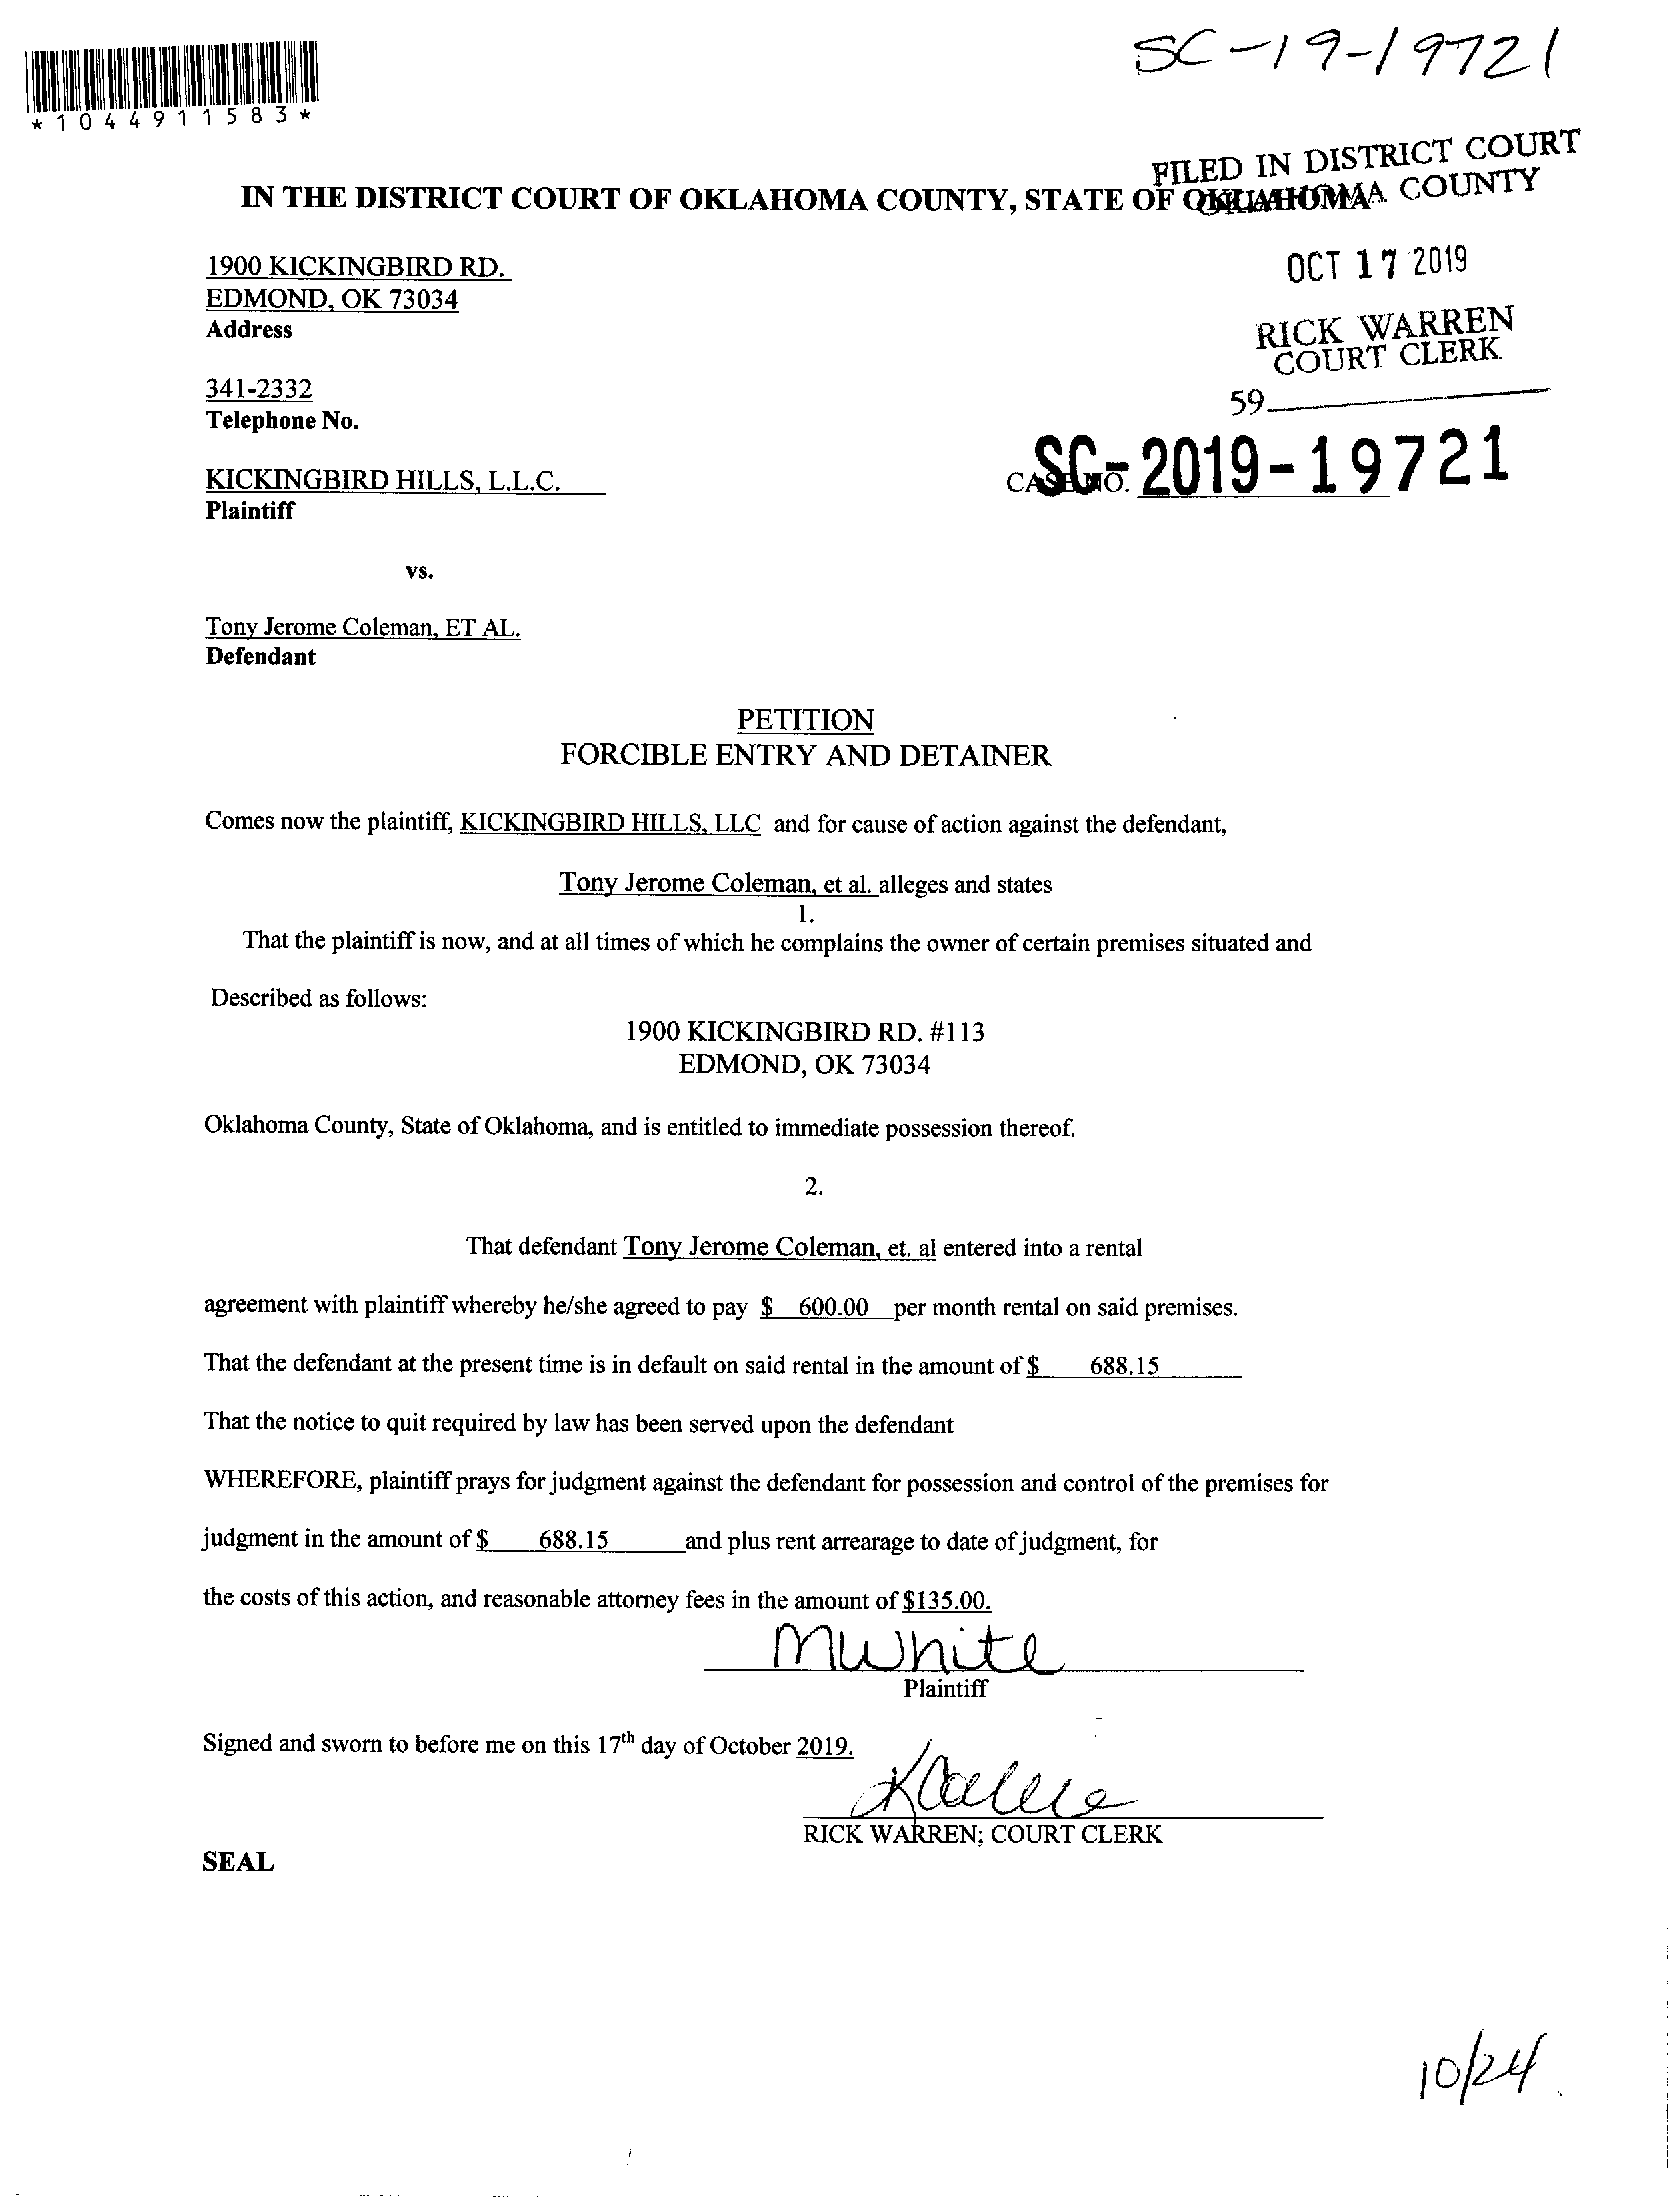 SC-19-19721
*1044911583*
FILED IN DISTRICT COURT
OKLAHOMA COUNTY
IN THE DISTRICT COURT OF OKLAHOMA COUNTY, STATE OF OKLAHOMA
1900 KICKINGBIRD RD.
EDMOND, OK 73034
Address
OCT 17 2019
RICK WARREN
COURT CLERK
59
341-2332
Telephone No.
KICKINGBIRD HILLS, L.L.C.
Plaintiff
CASE NO. SC-2019-19721
vs.
Tony Jerome Coleman, ET AL.
Defendant
PETITION
FORCIBLE ENTRY AND DETAINER
Comes now the plaintiff, KICKINGBIRD HILLS, LLC and for cause of action against the defendant,
Tony Jerome Coleman, et al. alleges and states
1.
That the plaintiff is now, and at all times of which he complains the owner of certain premises situated and
Described as follows:
1900 KICKINGBIRD RD. #113
EDMOND, OK 73034
Oklahoma County, State of Oklahoma, and is entitled to immediate possession thereof.
2.
That defendant Tony Jerome Coleman, et. al entered into a rental
agreement with plaintiff whereby he/she agreed to pay $ 600.00 per month rental on said premises.
That the defendant at the present time is in default on said rental in the amount of $ 688.15
That the notice to quit required by law has been served upon the defendant
WHEREFORE, plaintiff prays for judgment against the defendant for possession and control of the premises for
judgment in the amount of $ 688.15 and plus rent arrearage to date of judgment, for
the costs of this action, and reasonable attorney fees in the amount of $135.00.
MWhite
Plaintiff
Signed and sworn to before me on this 17th day of October 2019.
RICK WARREN; COURT CLERK
SEAL
10/24